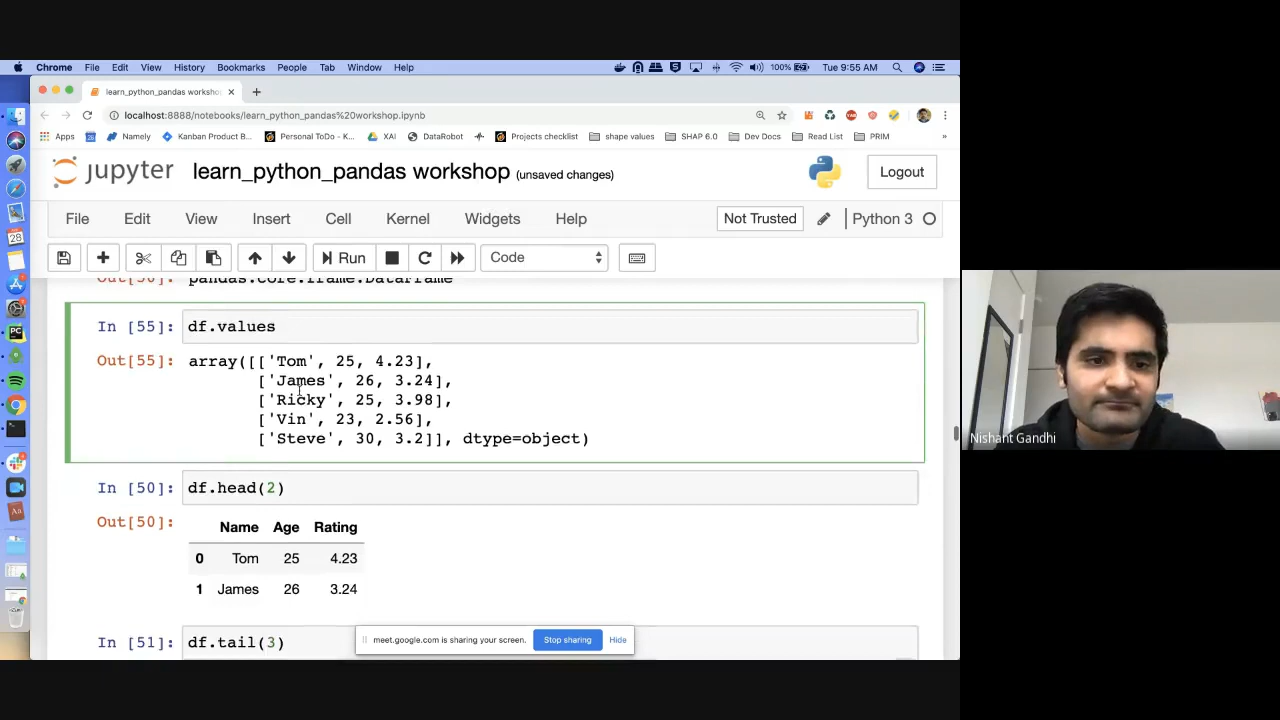 Chrome File Edit View History Bookmarks People Tab Window Help 100% Tue 9:55 AM
learn_python_pandas worksho
localhost:8888/notebooks/learn_python_pandas%20workshop.ipynb
Apps Namely Kanban Product B... Personal ToDo - K... XAI DataRobot Projects checklist shape values SHAP 6.0 Dev Docs Read List PRIM »
jupyter learn_python_pandas workshop (unsaved changes) Logout
File Edit View Insert Cell Kernel Widgets Help Not Trusted Python 3
Run Code
pandas.core.frame.DataFrame
In [55]: df.values
Out[55]: array([['Tom', 25, 4.23],
['James', 26, 3.24],
['Ricky', 25, 3.98],
['Vin', 23, 2.56],
['Steve', 30, 3.2]], dtype=object)
Nishant Gandhi
In [50]: df.head(2)
Out[50]:
Name Age Rating
0 Tom 25 4.23
1 James 26 3.24
meet.google.com is sharing your screen. Stop sharing Hide
In [51]: df.tail(3)